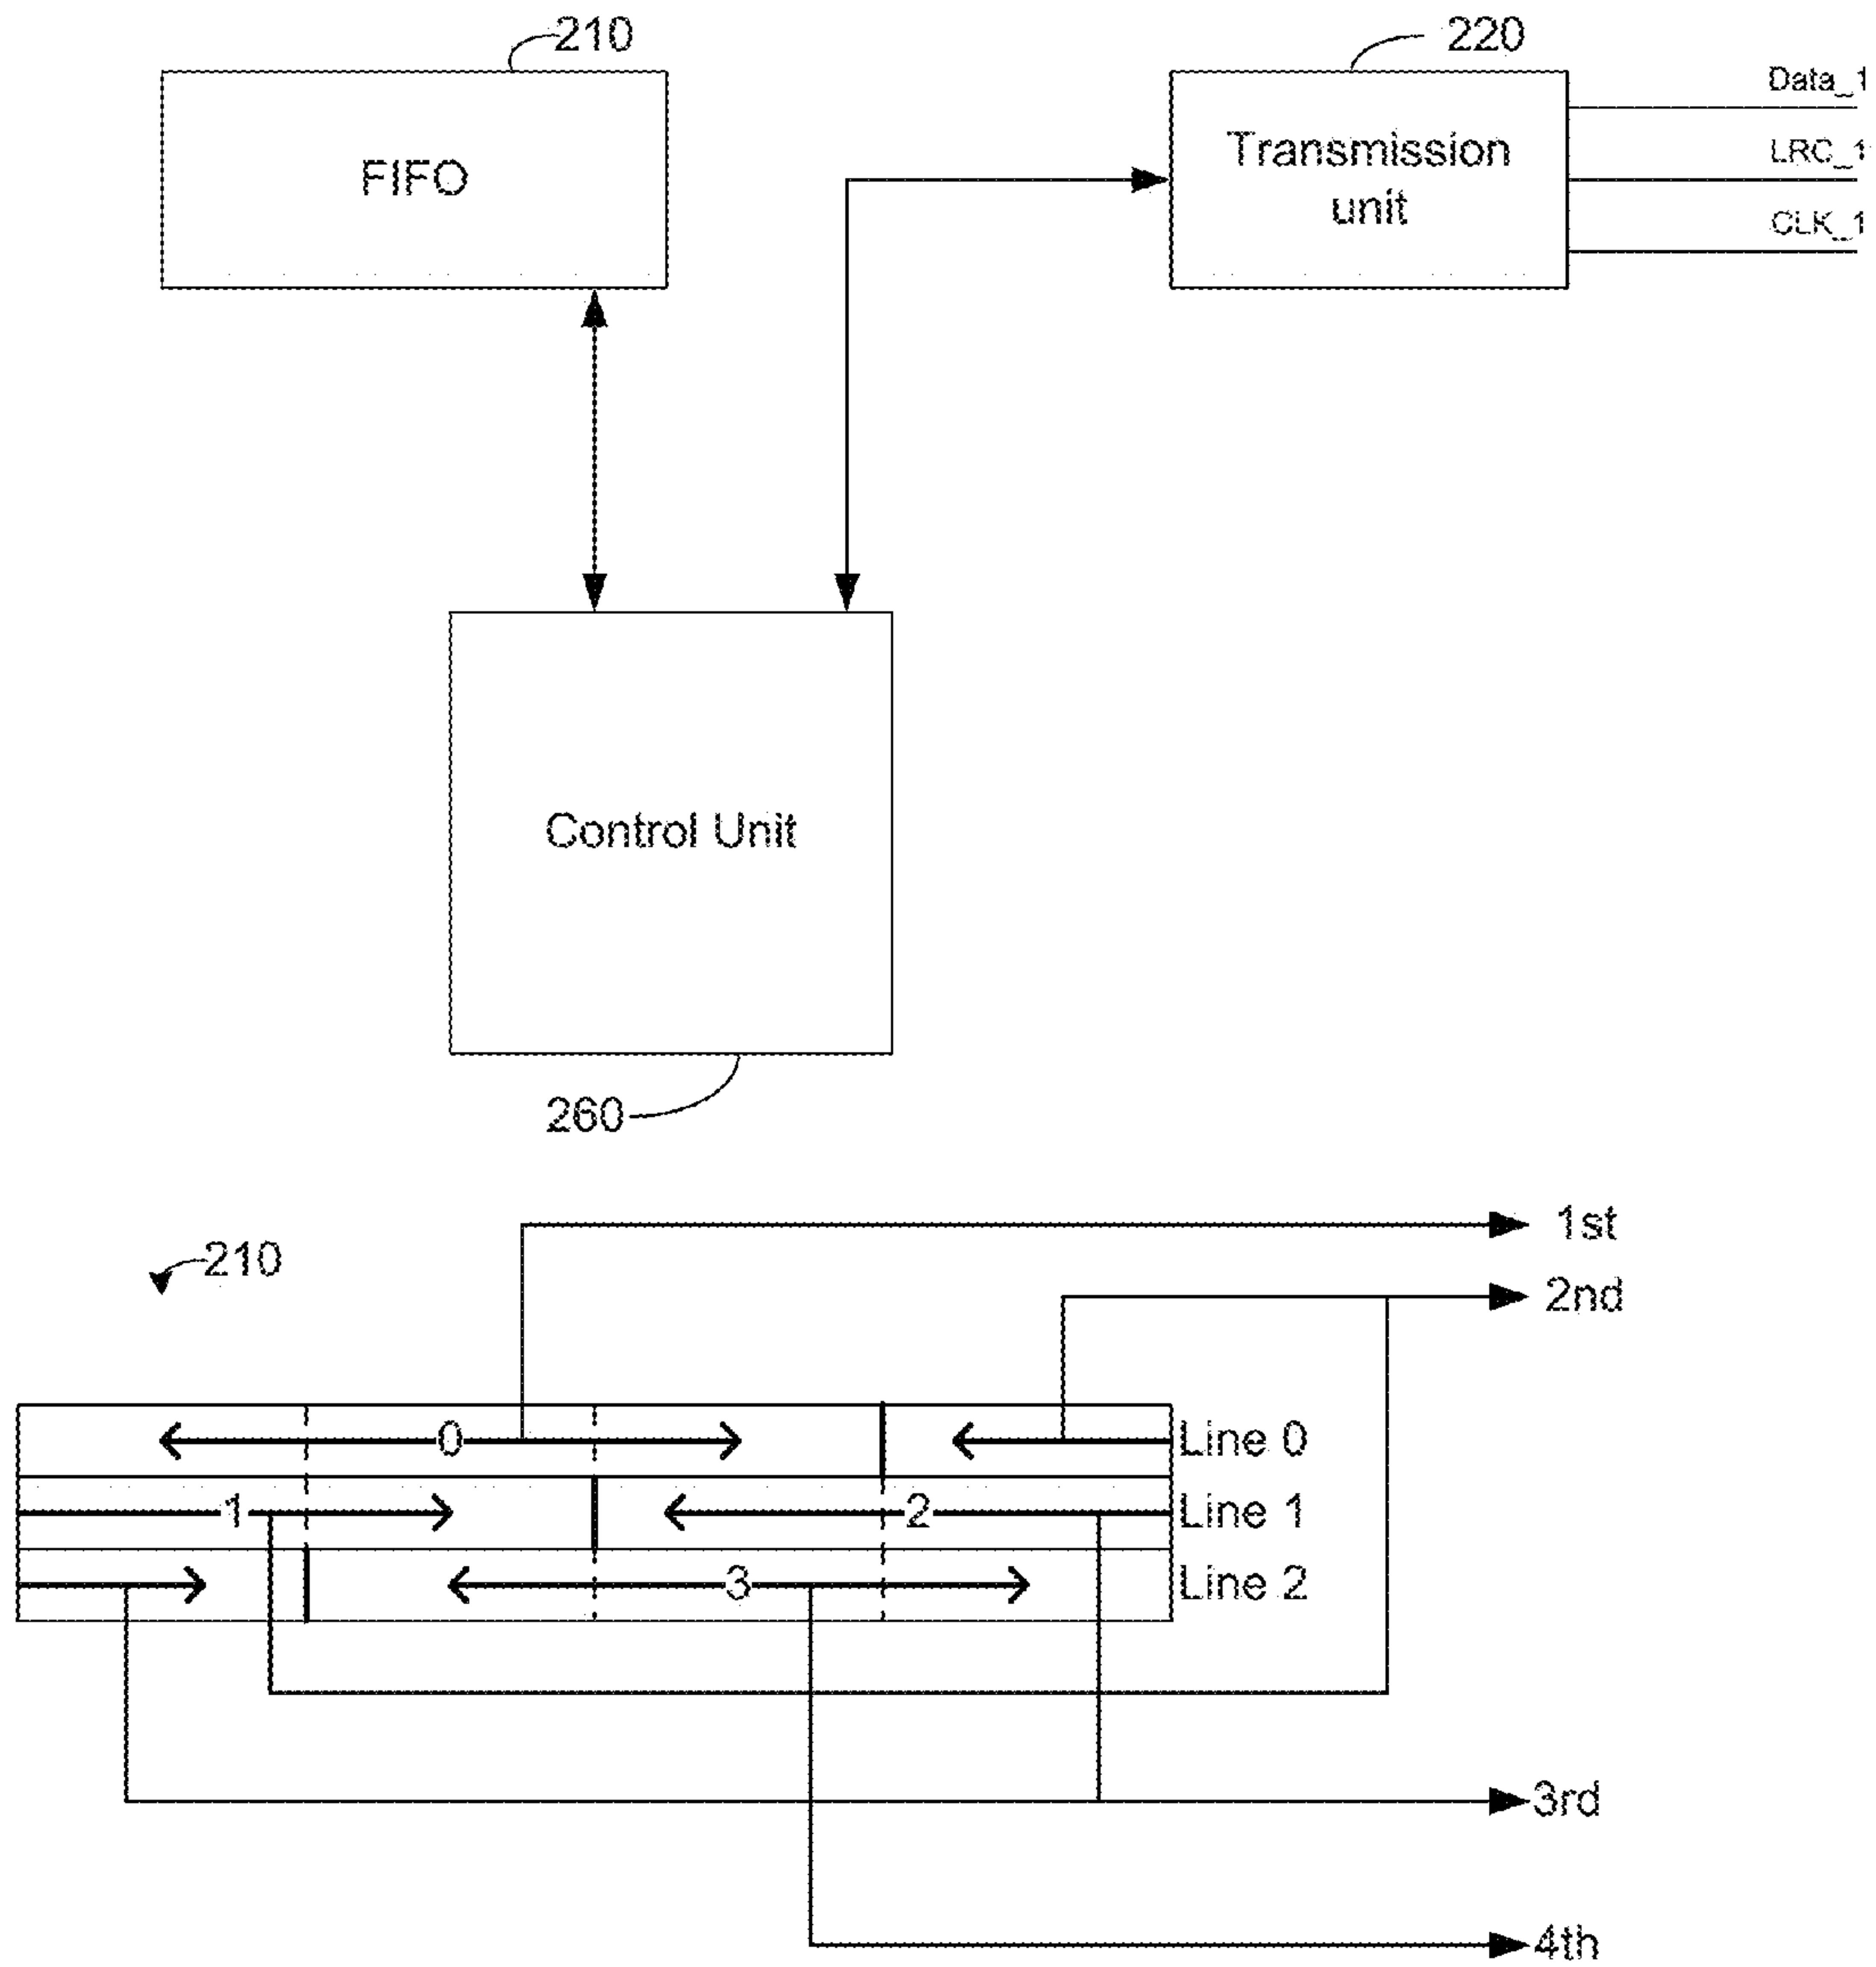 210
220
FIFO
Transmission
unit
Data_1
LRC_1
CLK_1
Control Unit
260
210
1st
2nd
0
Line 0
1
2
Line 1
3
Line 2
3rd
4th